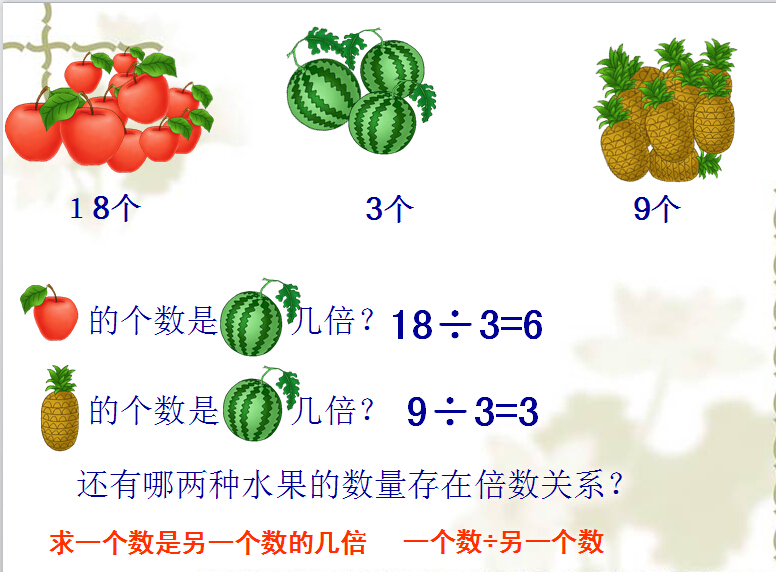 18个 3个 9个
的个数是 几倍？18÷3=6
的个数是 几倍？ 9÷3=3
还有哪两种水果的数量存在倍数关系？
求一个数是另一个数的几倍 一个数÷另一个数